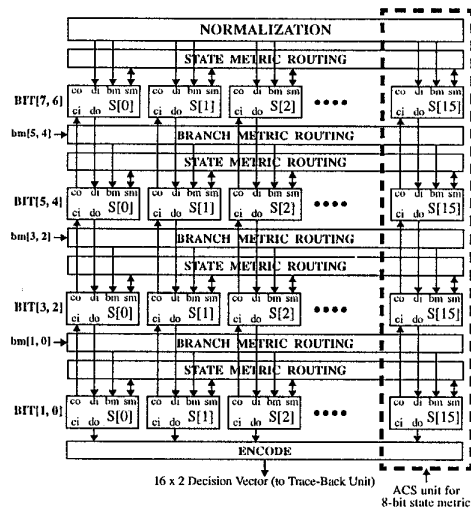 NORMALIZATION
STATE METRIC ROUTING
BIT[7, 6] co di bm sm ci do S[0] co di bm sm ci do S[1] co di bm sm ci do S[2] •••• co di bm sm ci do S[15]
bm[5, 4] BRANCH METRIC ROUTING
STATE METRIC ROUTING
BIT[5, 4] co di bm sm ci do S[0] co di bm sm ci do S[1] co di bm sm ci do S[2] •••• co di bm sm ci do S[15]
bm[3, 2] BRANCH METRIC ROUTING
STATE METRIC ROUTING
BIT[3, 2] co di bm sm ci do S[0] co di bm sm ci do S[1] co di bm sm ci do S[2] •••• co di bm sm ci do S[15]
bm[1, 0] BRANCH METRIC ROUTING
STATE METRIC ROUTING
BIT[1, 0] co di bm sm ci do S[0] co di bm sm ci do S[1] co di bm sm ci do S[2] •••• co di bm sm ci do S[15]
ENCODE
16 x 2 Decision Vector (to Trace-Back Unit)
ACS unit for
8-bit state metric